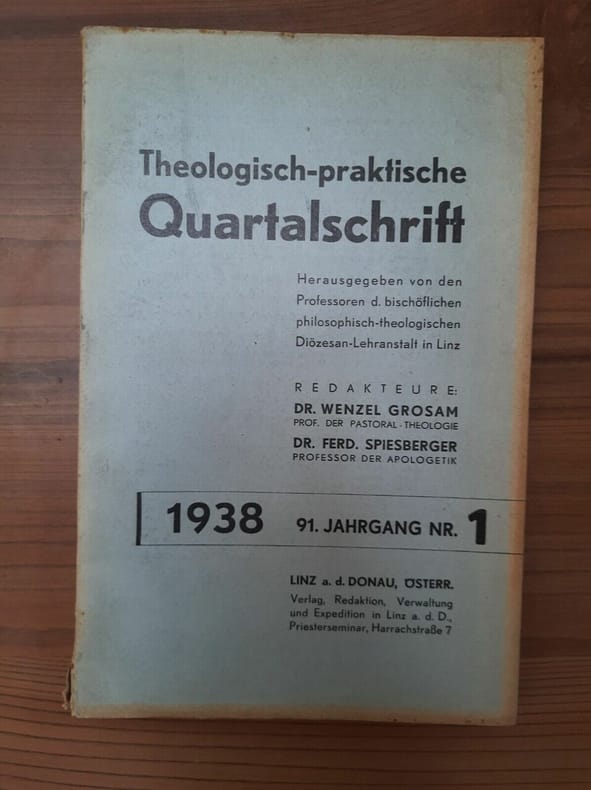 Theologisch-praktische
Quartalschrift
Herausgegeben von den
Professoren d. bischöflichen
philosophisch-theologischen
Diözesan-Lehranstalt in Linz
REDAKTEURE:
DR. WENZEL GROSAM
PROF. DER PASTORAL-THEOLOGIE
DR. FERD. SPIESBERGER
PROFESSOR DER APOLOGETIK
1938 91. JAHRGANG NR. 1
LINZ a. d. DONAU, ÖSTERR.
Verlag, Redaktion, Verwaltung
und Expedition in Linz a. d. D.,
Priesterseminar, Harrachstraße 7